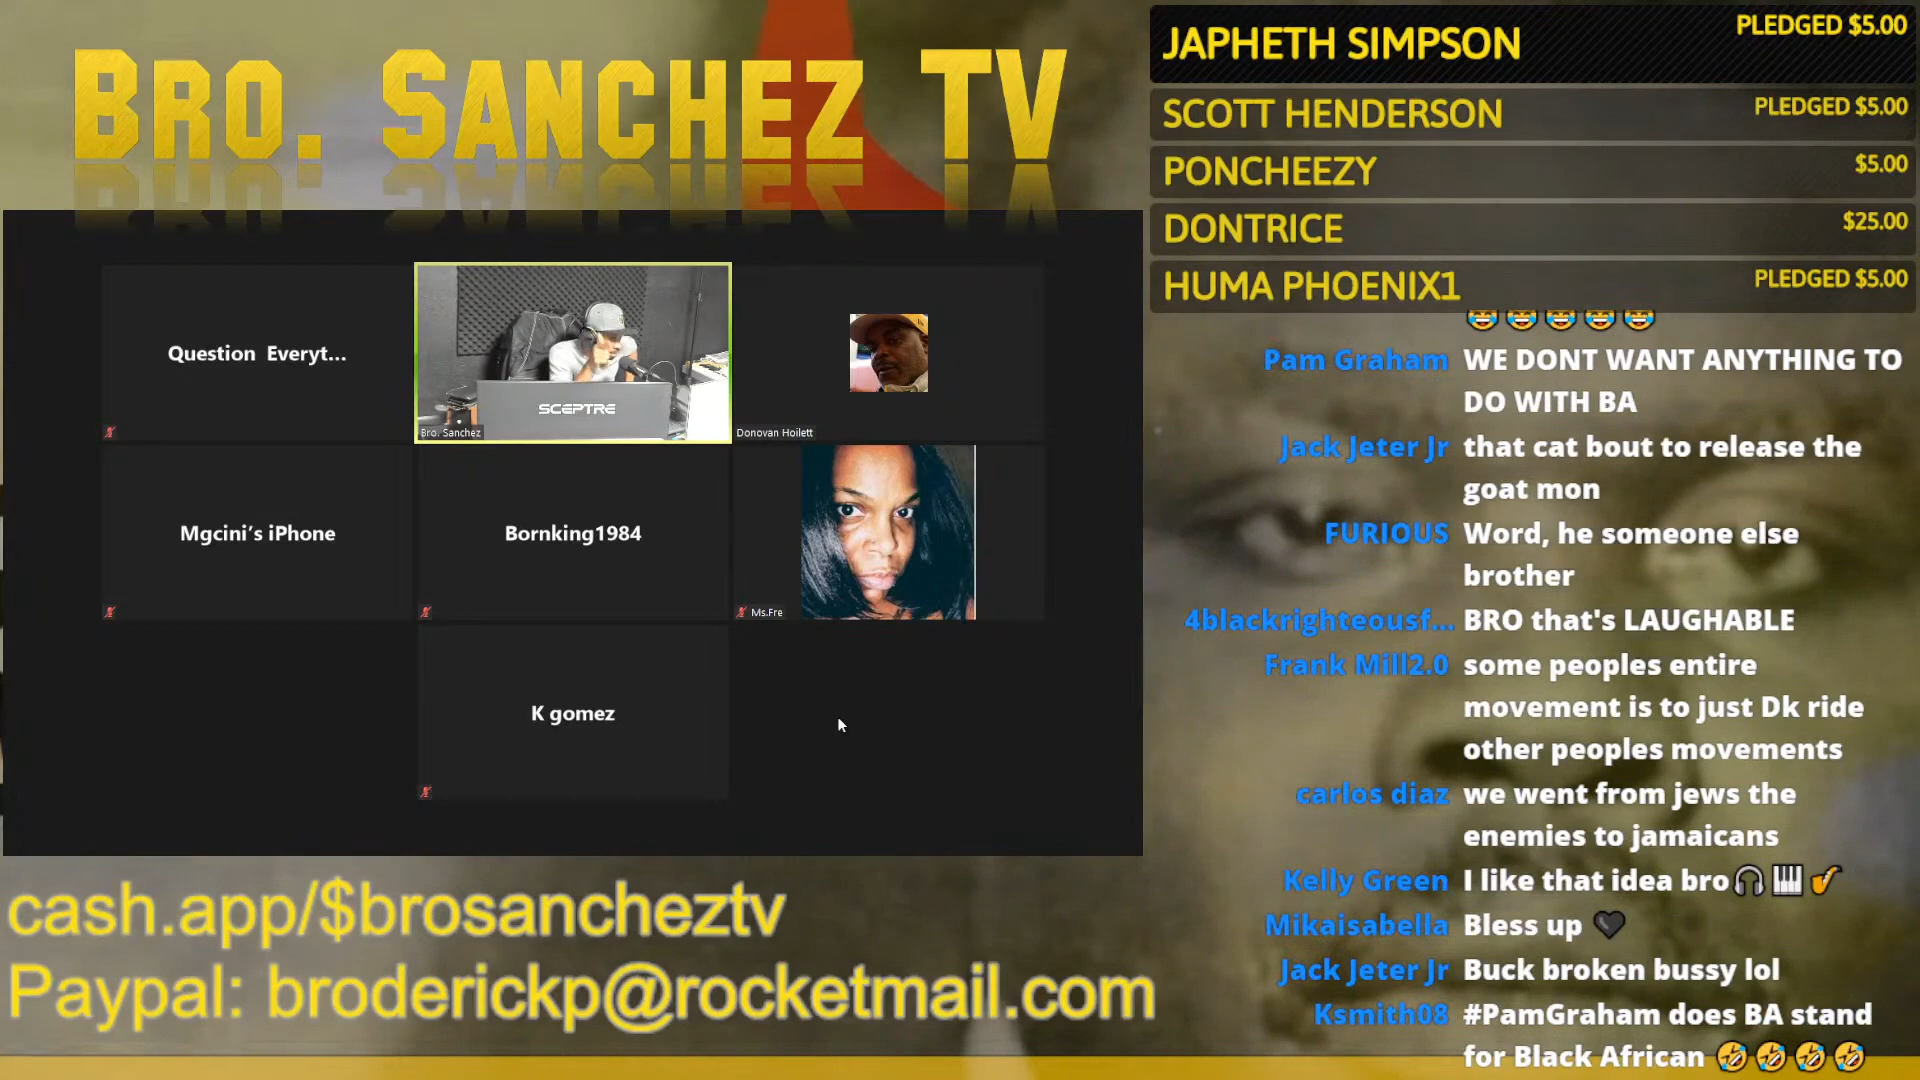 BRO. SANCHEZ TV
Question Everyt...
SCEPTRE
Bro. Sanchez
Donovan Hoilett
Mgcini’s iPhone
Bornking1984
Ms.Fre
K gomez
cash.app/$brosancheztv
Paypal: broderickp@rocketmail.com
JAPHETH SIMPSON PLEDGED $5.00
SCOTT HENDERSON PLEDGED $5.00
PONCHEEZY $5.00
DONTRICE $25.00
HUMA PHOENIX1 PLEDGED $5.00
😂😂😂😂😂
Pam Graham WE DONT WANT ANYTHING TO
DO WITH BA
Jack Jeter Jr that cat bout to release the
goat mon
FURIOUS Word, he someone else
brother
4blackrighteousf... BRO that's LAUGHABLE
Frank Mill2.0 some peoples entire
movement is to just Dk ride
other peoples movements
carlos diaz we went from jews the
enemies to jamaicans
Kelly Green I like that idea bro🎧🎹🎷
Mikaisabella Bless up 🖤
Jack Jeter Jr Buck broken bussy lol
Ksmith08 #PamGraham does BA stand
for Black African 🤣🤣🤣🤣